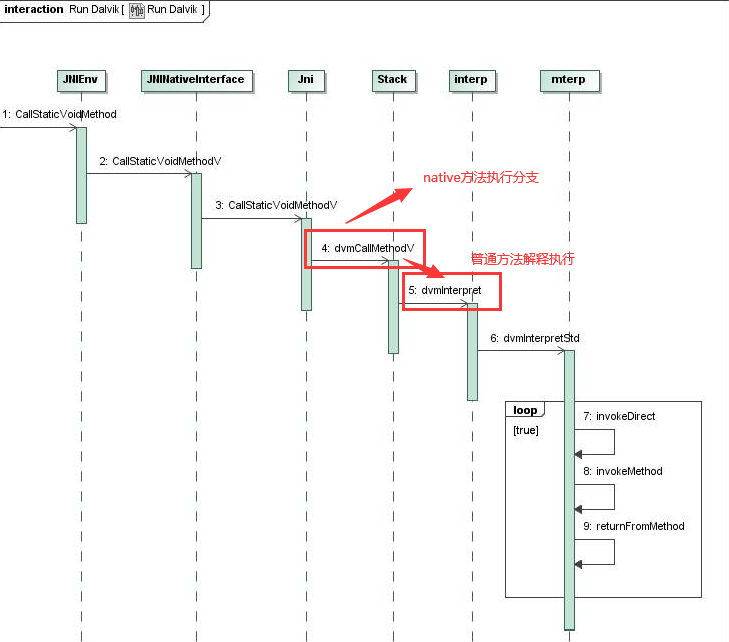 interaction Run Dalvik [ Run Dalvik ]
JNIEnv
JNINativeInterface
Jni
Stack
interp
mterp
1: CallStaticVoidMethod
2: CallStaticVoidMethodV
native方法执行分支
3: CallStaticVoidMethodV
4: dvmCallMethodV
普通方法解释执行
5: dvmInterpret
6: dvmInterpretStd
loop
[true]
7: invokeDirect
8: invokeMethod
9: returnFromMethod